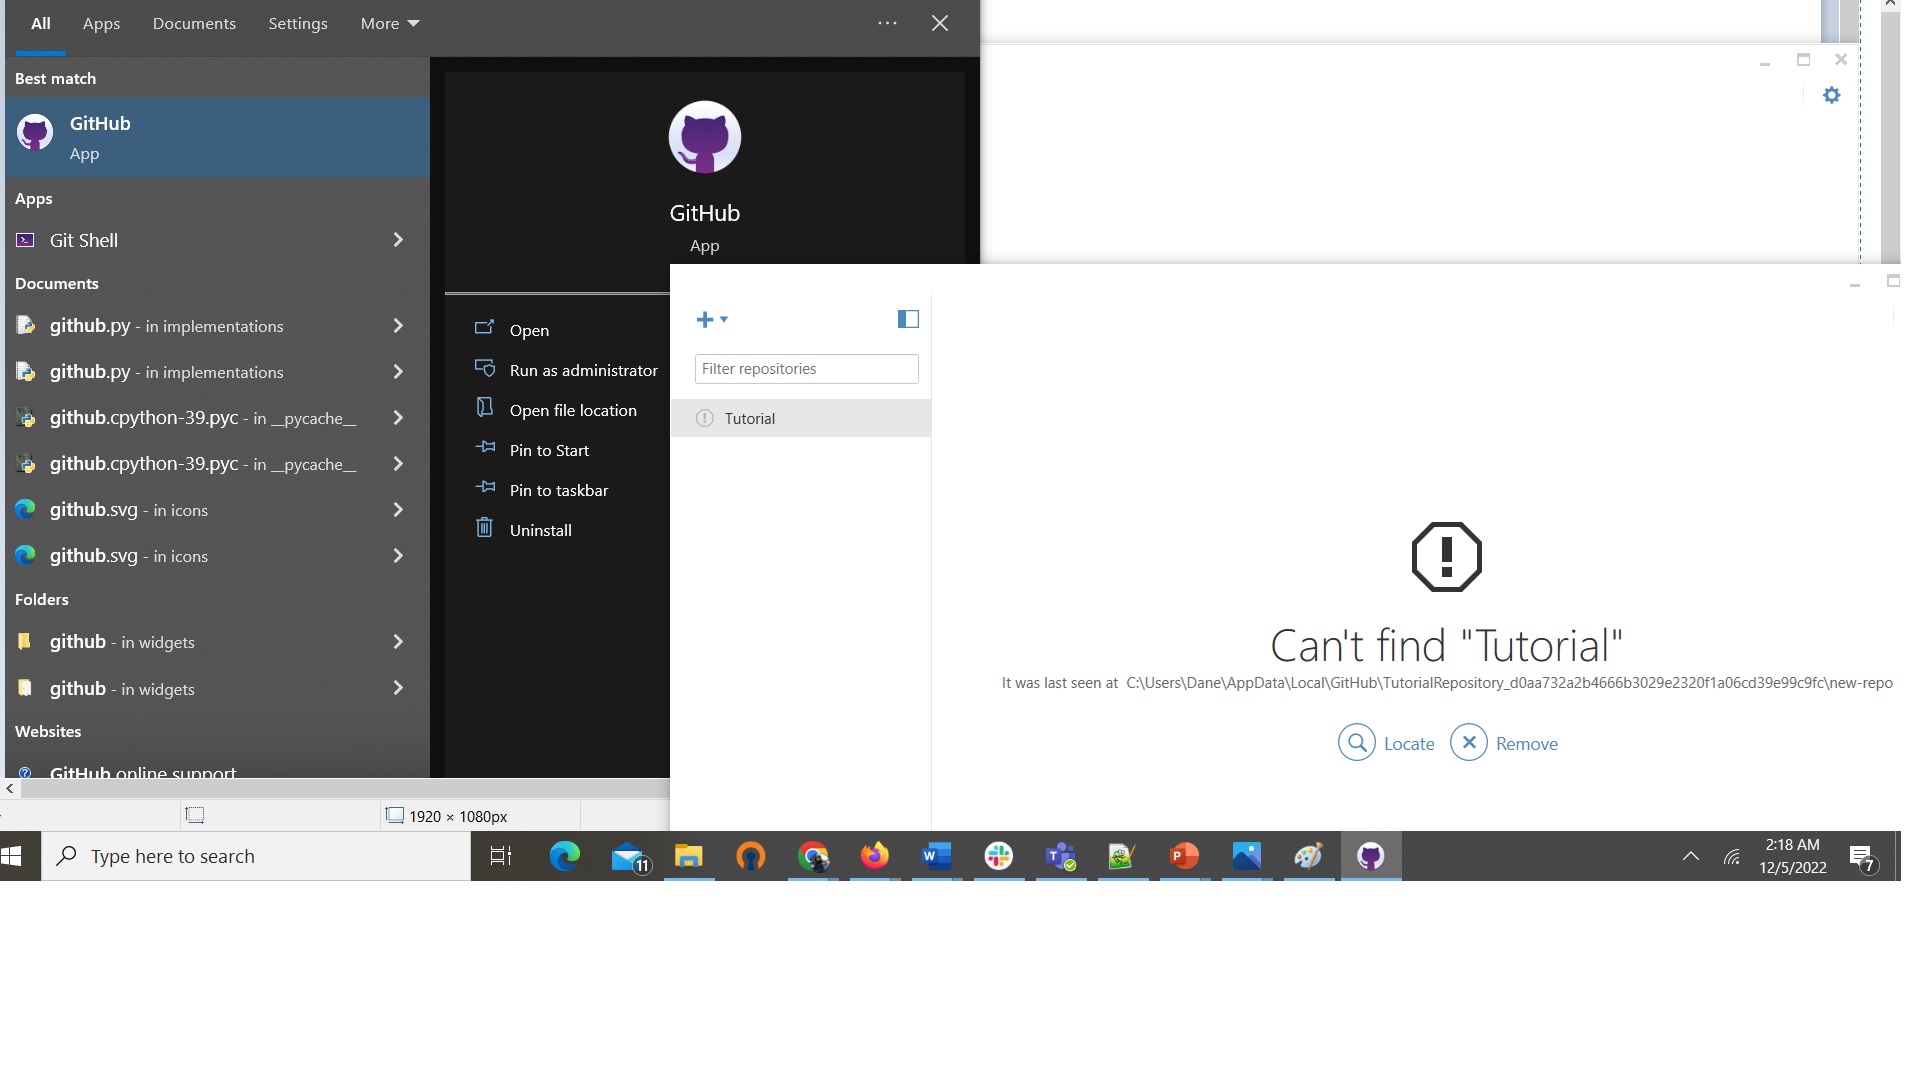 All Apps Documents Settings More ...
Best match
GitHub
App
Apps
Git Shell
Documents
github.py - in implementations
github.py - in implementations
github.cpython-39.pyc - in __pycache__
github.cpython-39.pyc - in __pycache__
github.svg - in icons
github.svg - in icons
Folders
github - in widgets
github - in widgets
Websites
GitHub online support
GitHub
App
Open
Run as administrator
Open file location
Pin to Start
Pin to taskbar
Uninstall
Filter repositories
Tutorial
Can't find "Tutorial"
It was last seen at C:\Users\Dane\AppData\Local\GitHub\TutorialRepository_d0aa732a2b4666b3029e2320f1a06cd39e99c9fc\new-repo
Locate Remove
1920 × 1080px
Type here to search
11
2:18 AM
12/5/2022
7